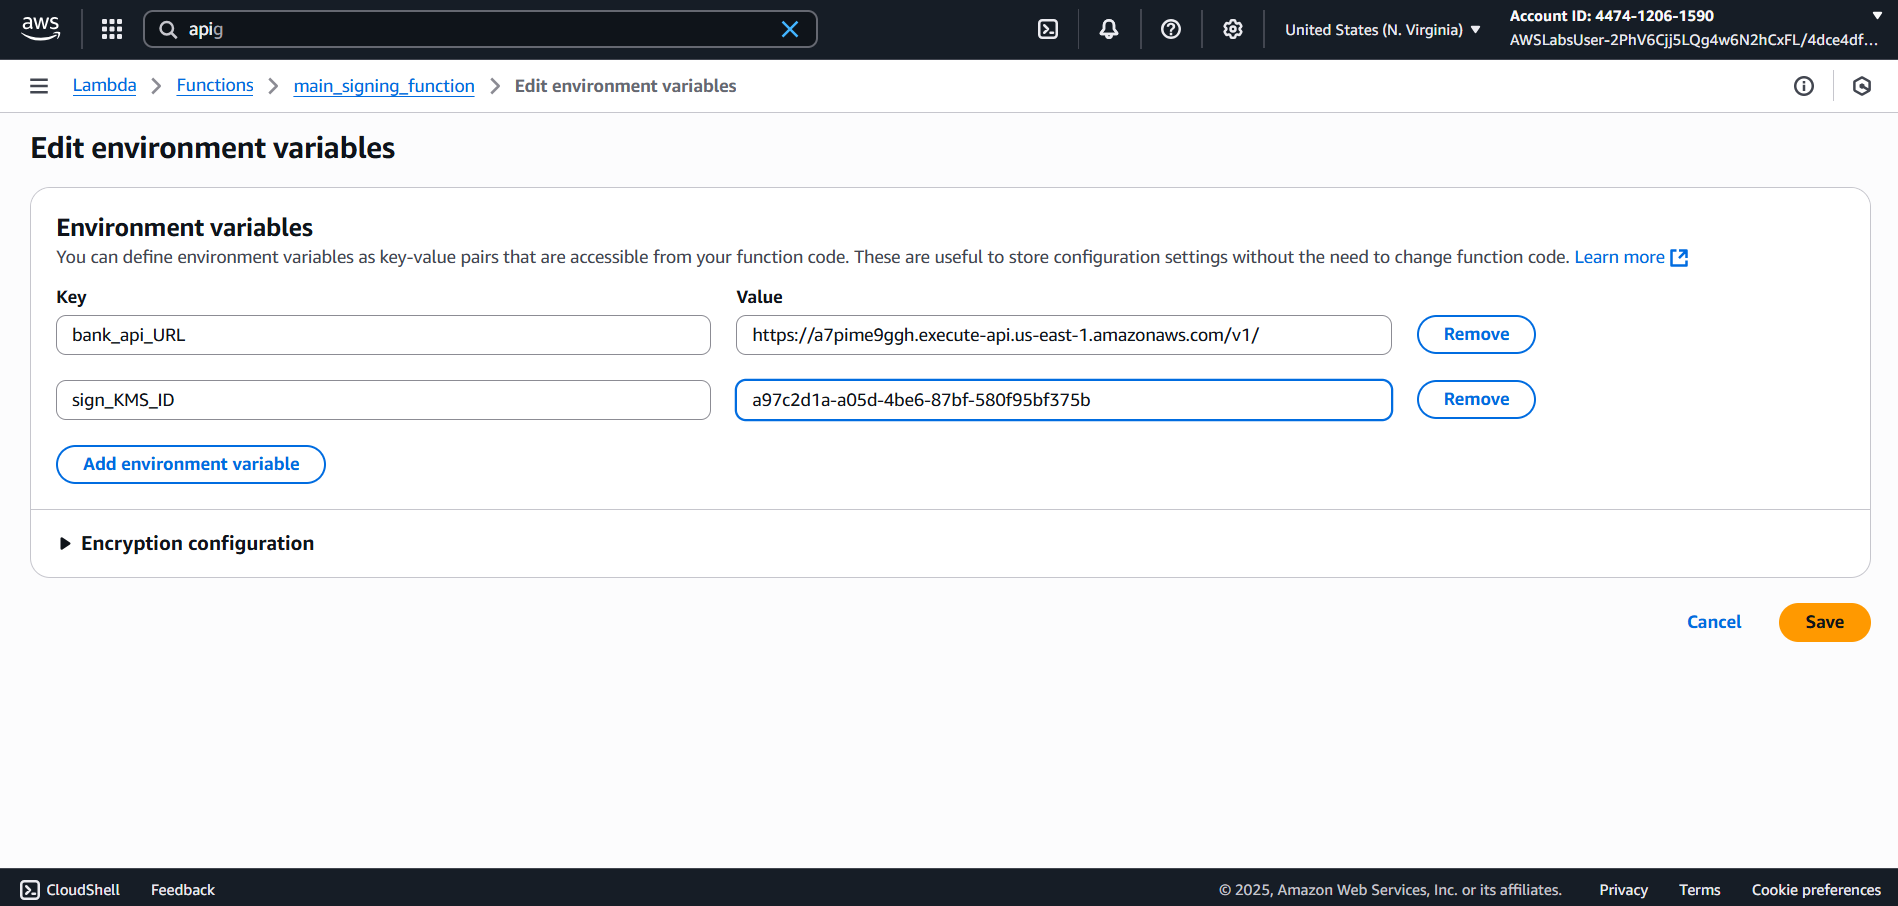 aws
apig
United States (N. Virginia)
Account ID: 4474-1206-1590
AWSLabsUser-2PhV6Cjj5LQg4w6N2hCxFL/4dce4df...
Lambda
Functions
main_signing_function
Edit environment variables
Edit environment variables
Environment variables
You can define environment variables as key-value pairs that are accessible from your function code. These are useful to store configuration settings without the need to change function code. Learn more
Key
Value
bank_api_URL
https://a7pime9ggh.execute-api.us-east-1.amazonaws.com/v1/
Remove
sign_KMS_ID
a97c2d1a-a05d-4be6-87bf-580f95bf375b
Remove
Add environment variable
Encryption configuration
Cancel
Save
CloudShell
Feedback
© 2025, Amazon Web Services, Inc. or its affiliates.
Privacy
Terms
Cookie preferences